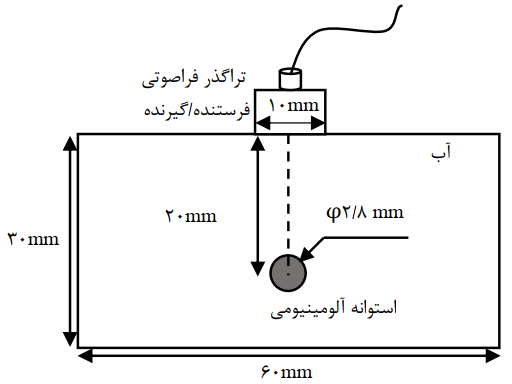 تراگذر فراصوتی
فرستنده/گیرنده
۱۰mm
آب
۲۰mm
φ۲/۸ mm
۳۰mm
استوانه آلومینیومی
۶۰mm